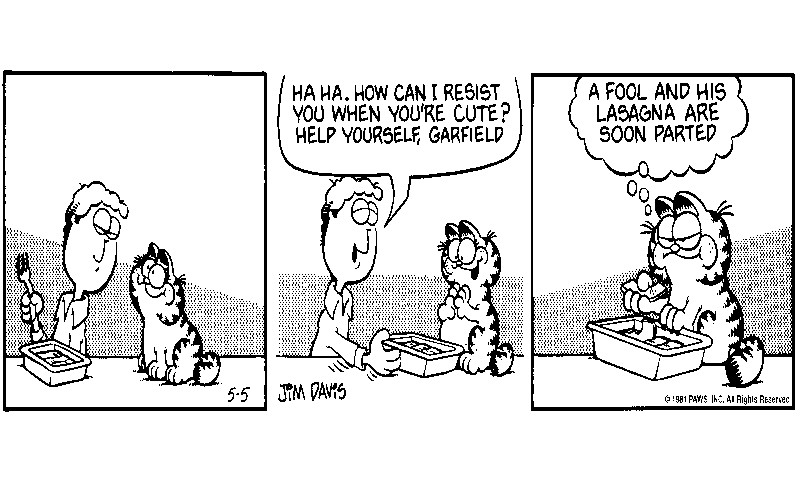 5-5
HA HA. HOW CAN I RESIST
YOU WHEN YOU'RE CUTE?
HELP YOURSELF, GARFIELD
JIM DAVIS
A FOOL AND HIS
LASAGNA ARE
SOON PARTED
© 1981 PAWS, INC. All Rights Reserved